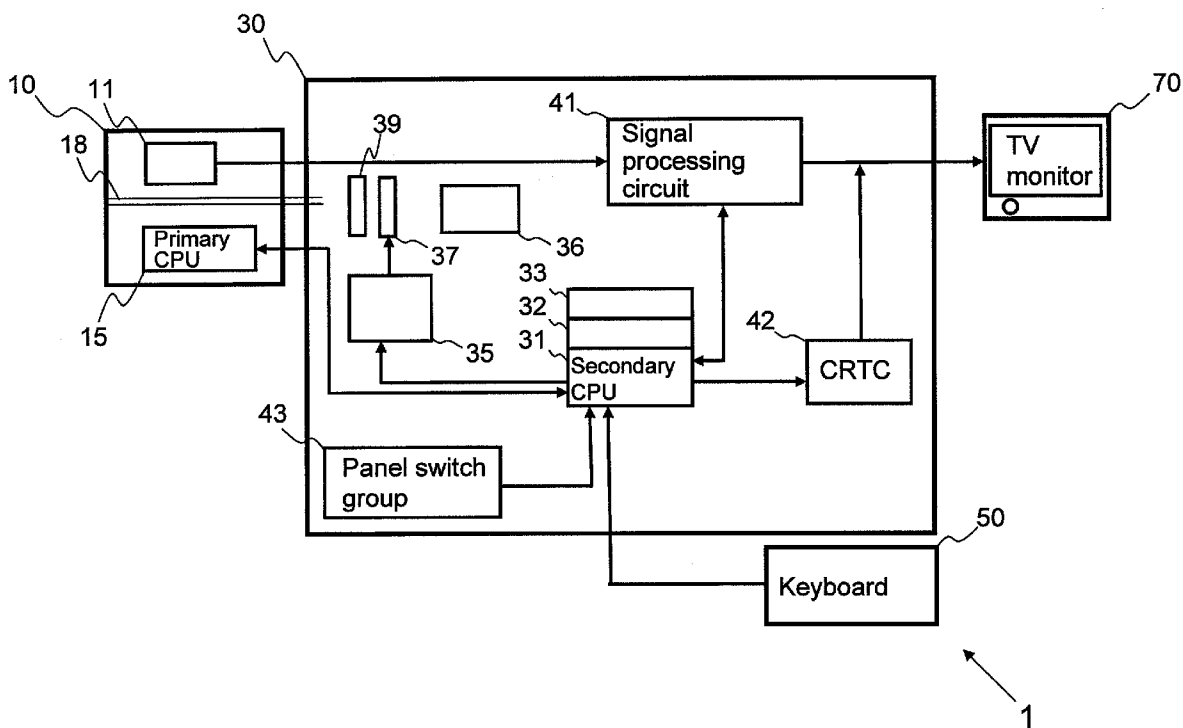 30
10
11
41
70
18
39
Signal
processing
circuit
TV
monitor
Primary
CPU
37
36
33
32
31
42
15
35
Secondary
CPU
CRTC
43
Panel switch
group
50
Keyboard
1